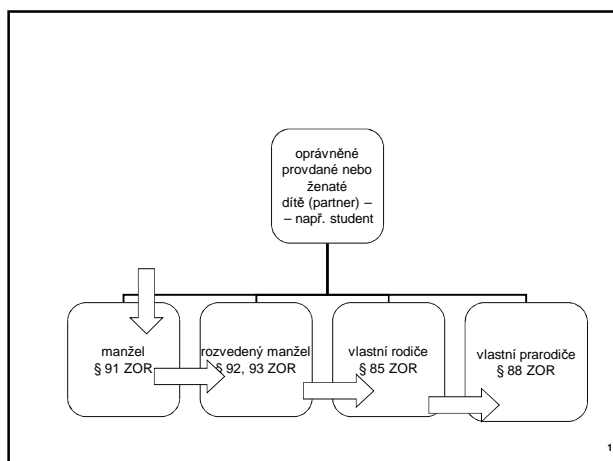 oprávněné
provdané nebo
ženaté
dítě (partner) –
– např. student
manžel
§ 91 ZOR
rozvedený manžel
§ 92, 93 ZOR
vlastní rodiče
§ 85 ZOR
vlastní prarodiče
§ 88 ZOR
1